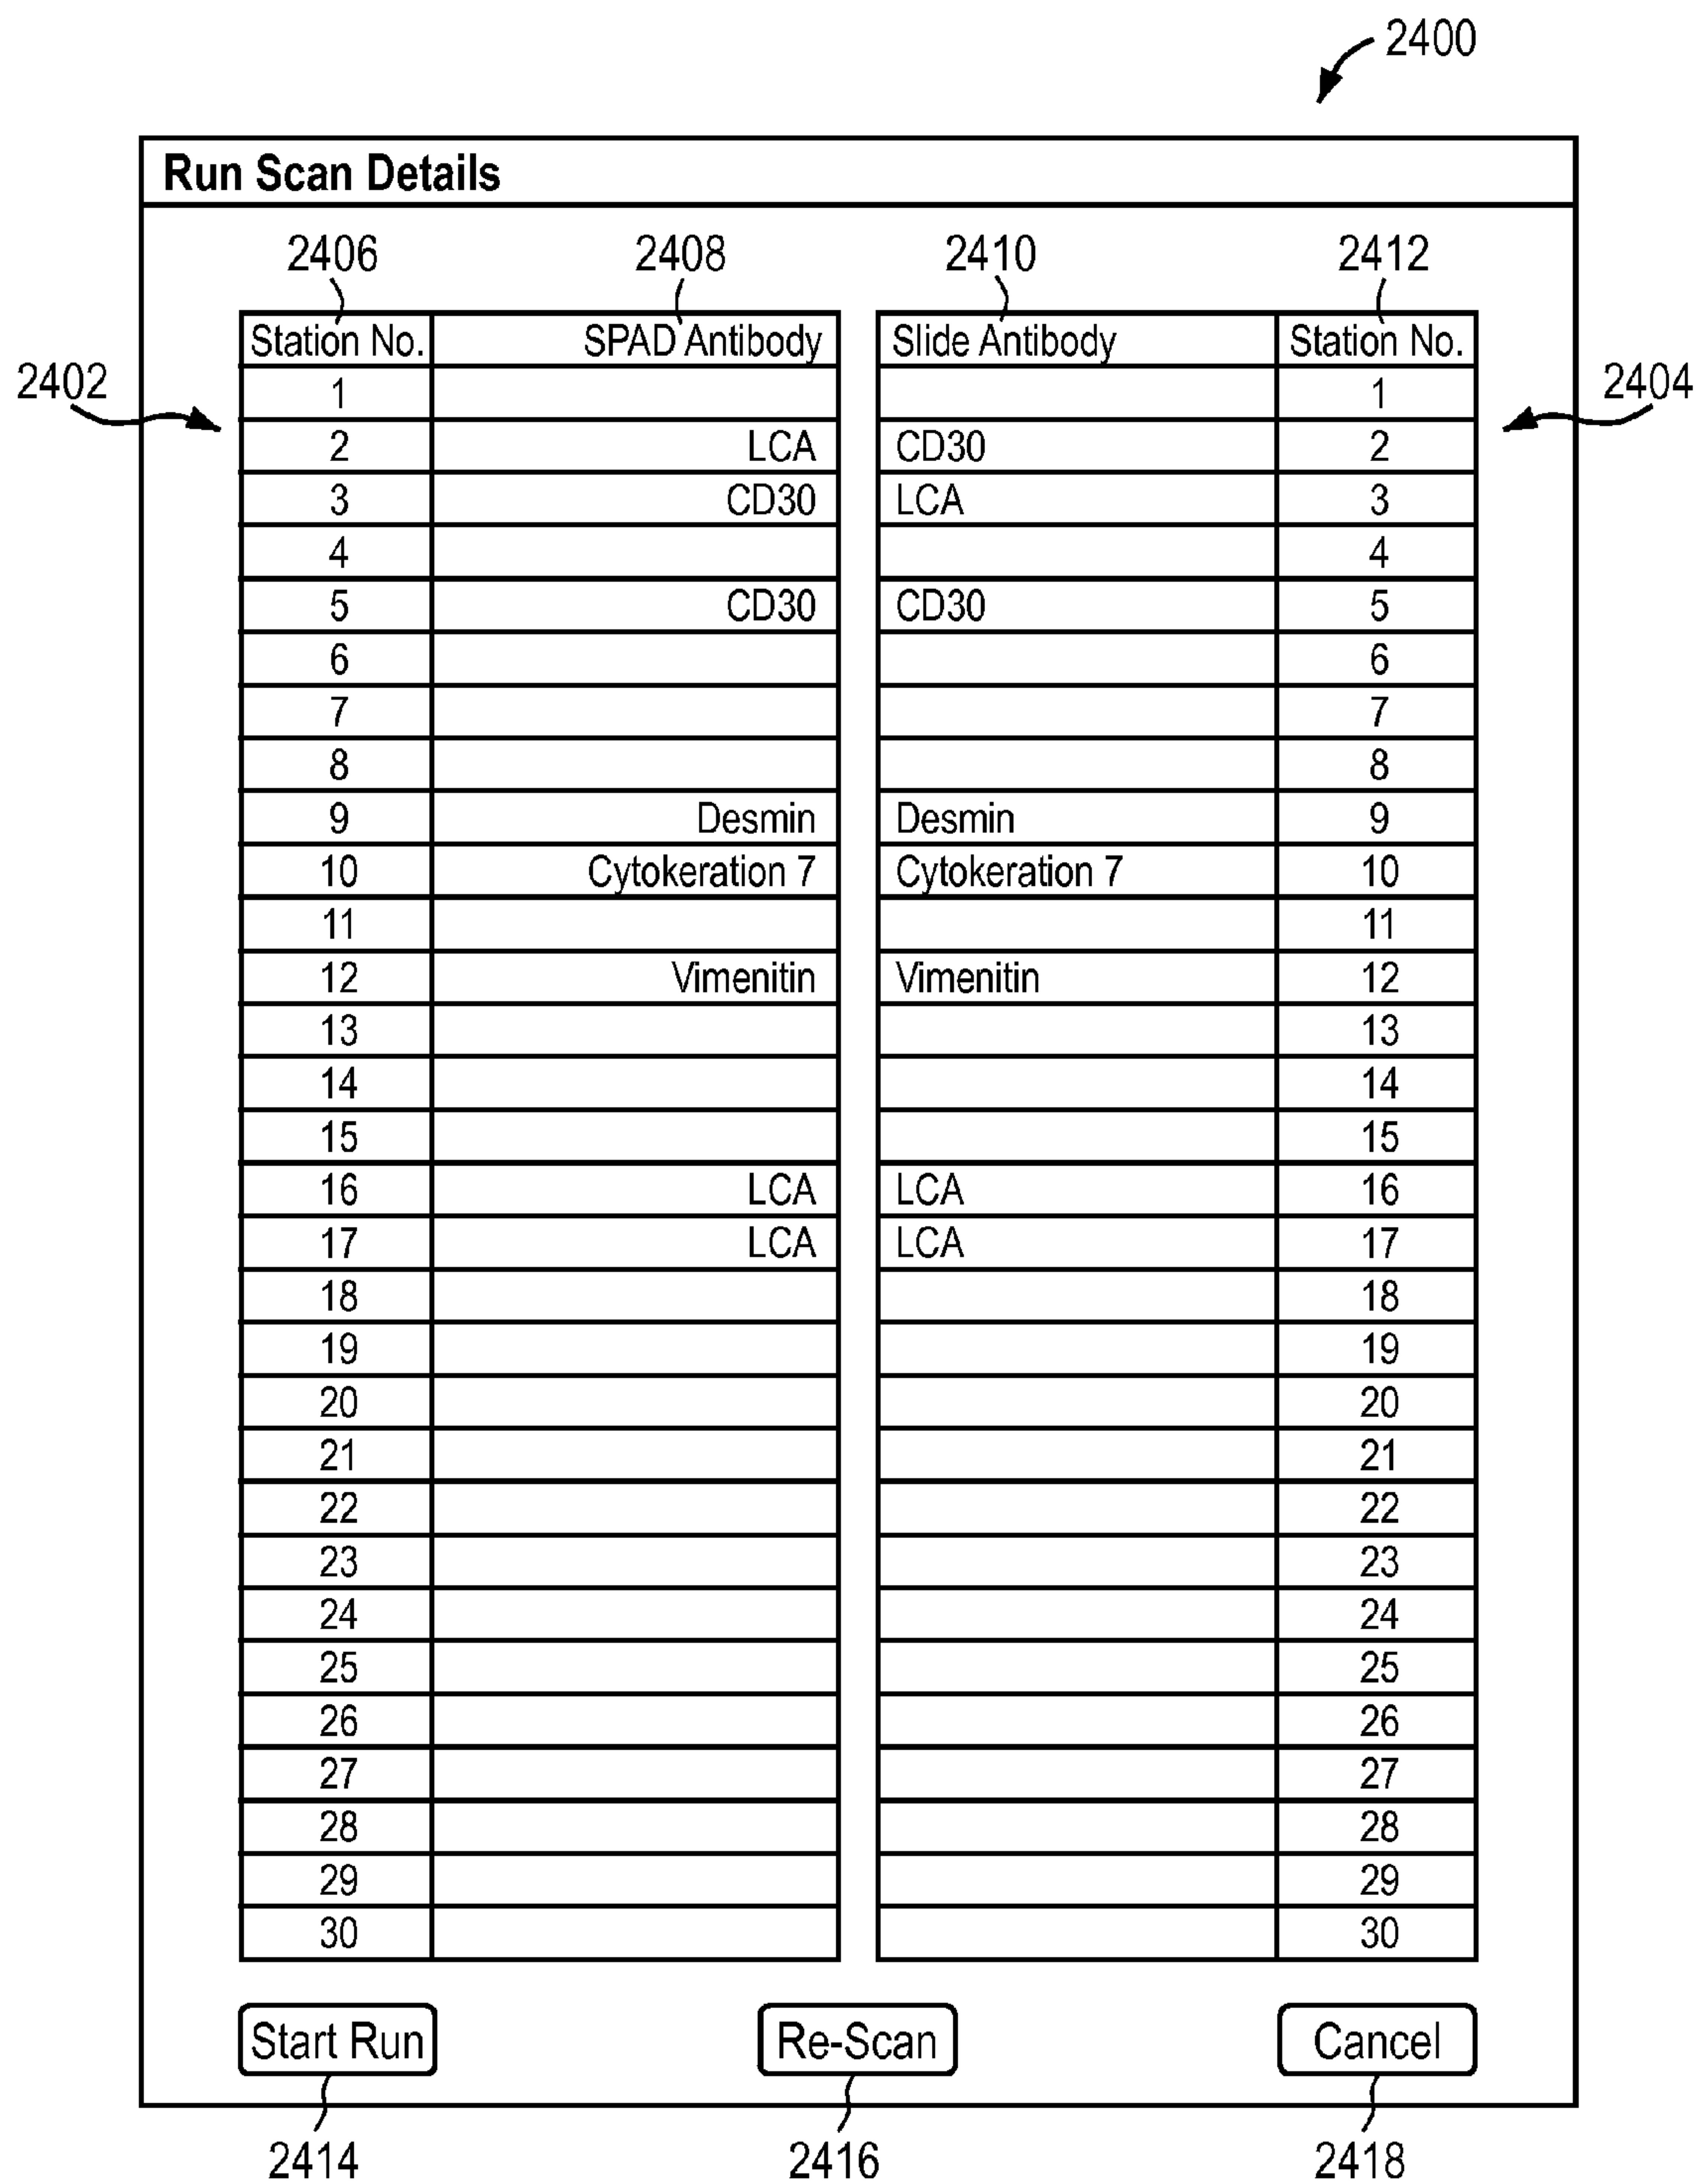 2400
Run Scan Details
2406 2408 2410 2412
Station No. SPAD Antibody Slide Antibody Station No.
2402 2404
1 1
2 LCA CD30 2
3 CD30 LCA 3
4 4
5 CD30 CD30 5
6 6
7 7
8 8
9 Desmin Desmin 9
10 Cytokeration 7 Cytokeration 7 10
11 11
12 Vimenitin Vimenitin 12
13 13
14 14
15 15
16 LCA LCA 16
17 LCA LCA 17
18 18
19 19
20 20
21 21
22 22
23 23
24 24
25 25
26 26
27 27
28 28
29 29
30 30
Start Run Re-Scan Cancel
2414 2416 2418